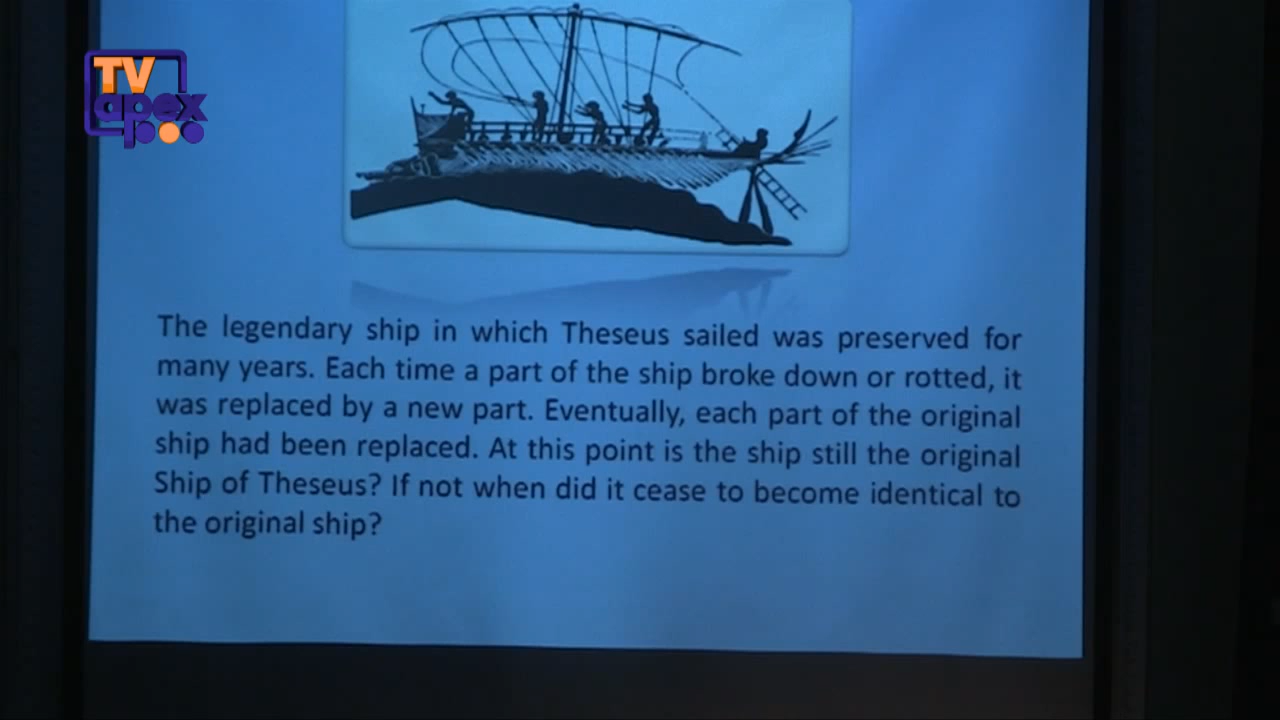 TV
apex
The legendary ship in which Theseus sailed was preserved for
many years. Each time a part of the ship broke down or rotted, it
was replaced by a new part. Eventually, each part of the original
ship had been replaced. At this point is the ship still the original
Ship of Theseus? If not when did it cease to become identical to
the original ship?